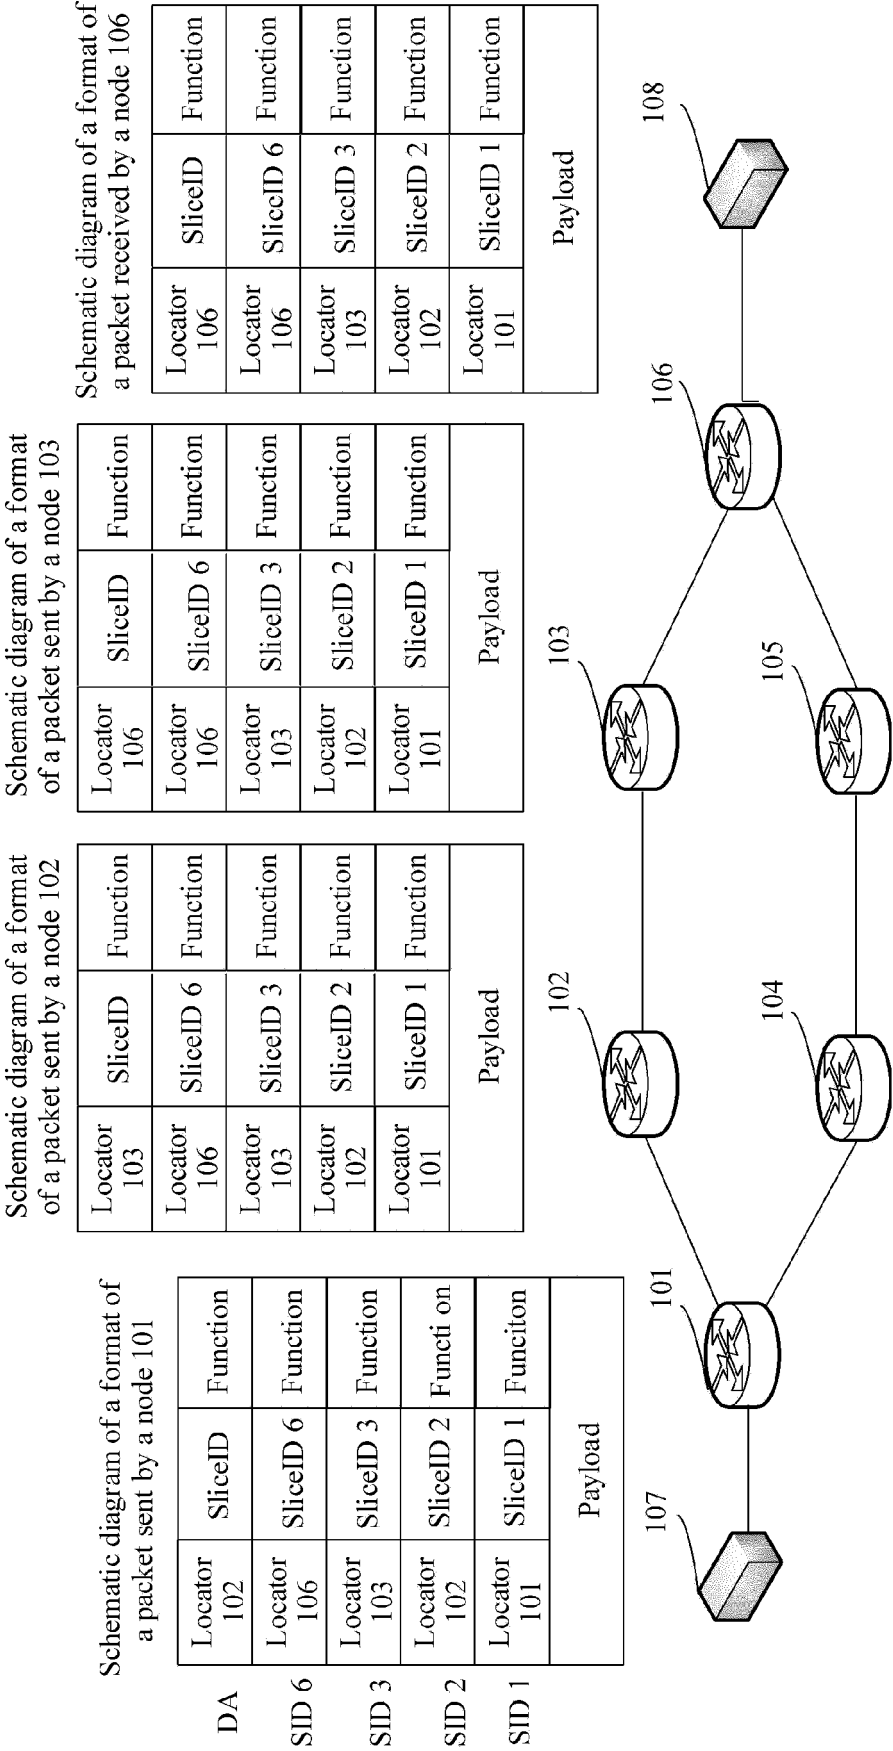 Schematic diagram of a format of
a packet sent by a node 101
DA Locator 102 SliceID Function
SID 6 Locator 106 SliceID 6 Function
SID 3 Locator 103 SliceID 3 Function
SID 2 Locator 102 SliceID 2 Functi on
SID 1 Locator 101 SliceID 1 Funciton
Payload
Schematic diagram of a format
of a packet sent by a node 102
Locator 103 SliceID Function
Locator 106 SliceID 6 Function
Locator 103 SliceID 3 Function
Locator 102 SliceID 2 Function
Locator 101 SliceID 1 Function
Payload
Schematic diagram of a format
of a packet sent by a node 103
Locator 106 SliceID Function
Locator 106 SliceID 6 Function
Locator 103 SliceID 3 Function
Locator 102 SliceID 2 Function
Locator 101 SliceID 1 Function
Payload
Schematic diagram of a format of
a packet received by a node 106
Locator 106 SliceID Function
Locator 106 SliccID 6 Function
Locator 103 SliccID 3 Function
Locator 102 SliceID 2 Function
Locator 101 SliceID 1 Function
Payload
107
101
102
103
104
105
106
108